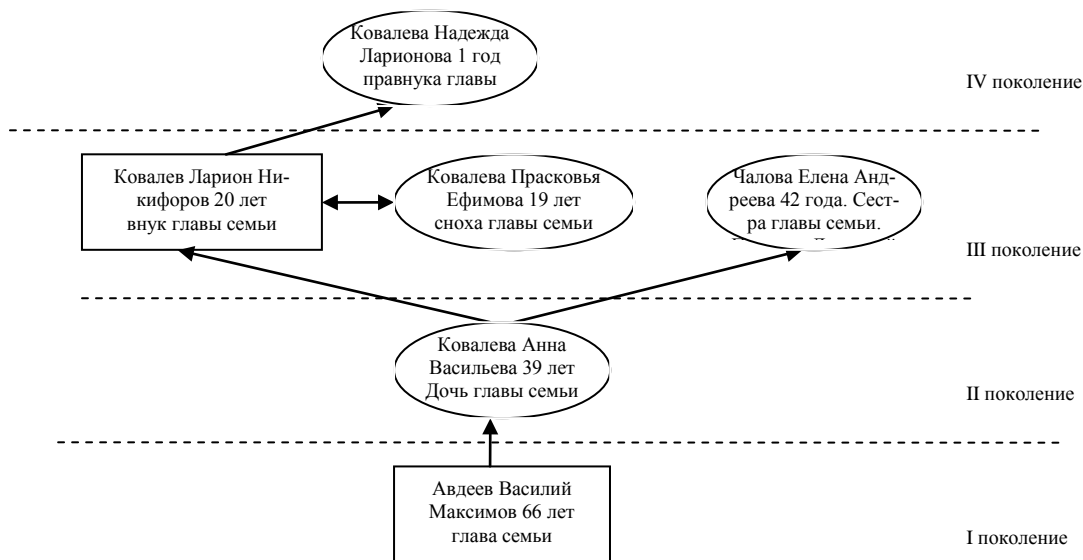 Ковалева Надежда
Ларионова 1 год
правнука главы
IV поколение
Ковалев Ларион Ни-
кифоров 20 лет
внук главы семьи
Ковалева Прасковья
Ефимова 19 лет
сноха главы семьи
Чалова Елена Анд-
реева 42 года. Сест-
ра главы семьи.
III поколение
Ковалева Анна
Васильева 39 лет
Дочь главы семьи
II поколение
Авдеев Василий
Максимов 66 лет
глава семьи
I поколение